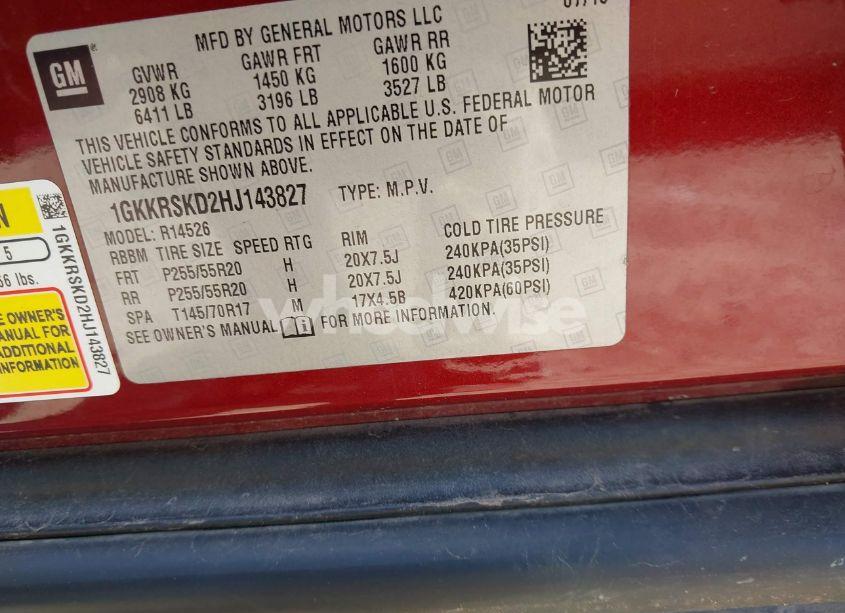 MFD BY GENERAL MOTORS LLC
GM
GVWR GAWR FRT GAWR RR
2908 KG 1450 KG 1600 KG
6411 LB 3196 LB 3527 LB
THIS VEHICLE CONFORMS TO ALL APPLICABLE U.S. FEDERAL MOTOR
VEHICLE SAFETY STANDARDS IN EFFECT ON THE DATE OF
MANUFACTURE SHOWN ABOVE.
1GKKRSKD2HJ143827 TYPE: M.P.V.
MODEL: R14526
RBBM TIRE SIZE SPEED RTG RIM COLD TIRE PRESSURE
FRT P255/55R20 H 20X7.5J 240KPA(35PSI)
RR P255/55R20 H 20X7.5J 240KPA(35PSI)
SPA T145/70R17 M 17X4.5B 420KPA(60PSI)
SEE OWNER'S MANUAL FOR MORE INFORMATION.
wheelwise
5
lbs.
OWNER'S
MANUAL FOR
ADDITIONAL
INFORMATION
1GKKRSKD2HJ143827